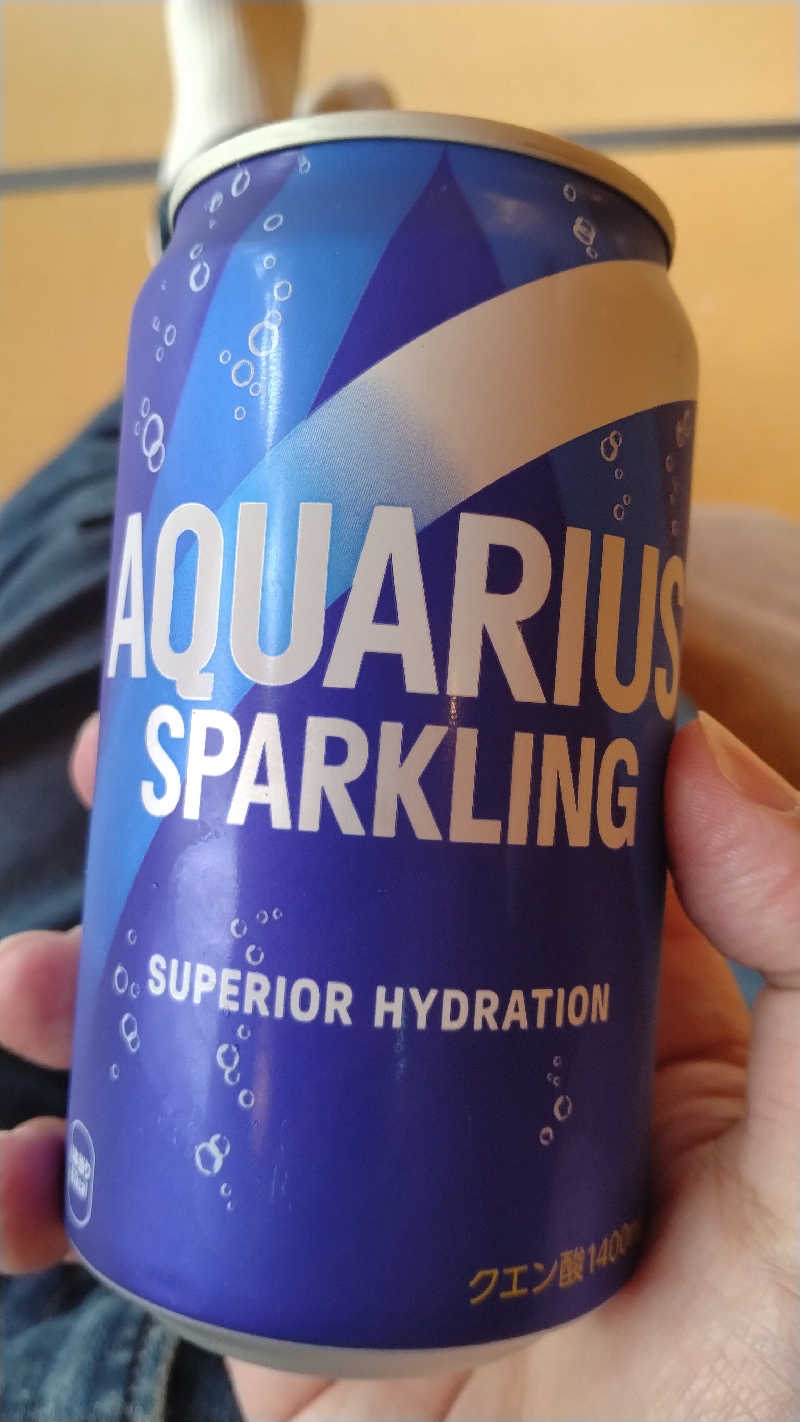 AQUARIUS
SPARKLING
SUPERIOR HYDRATION
クエン酸1400